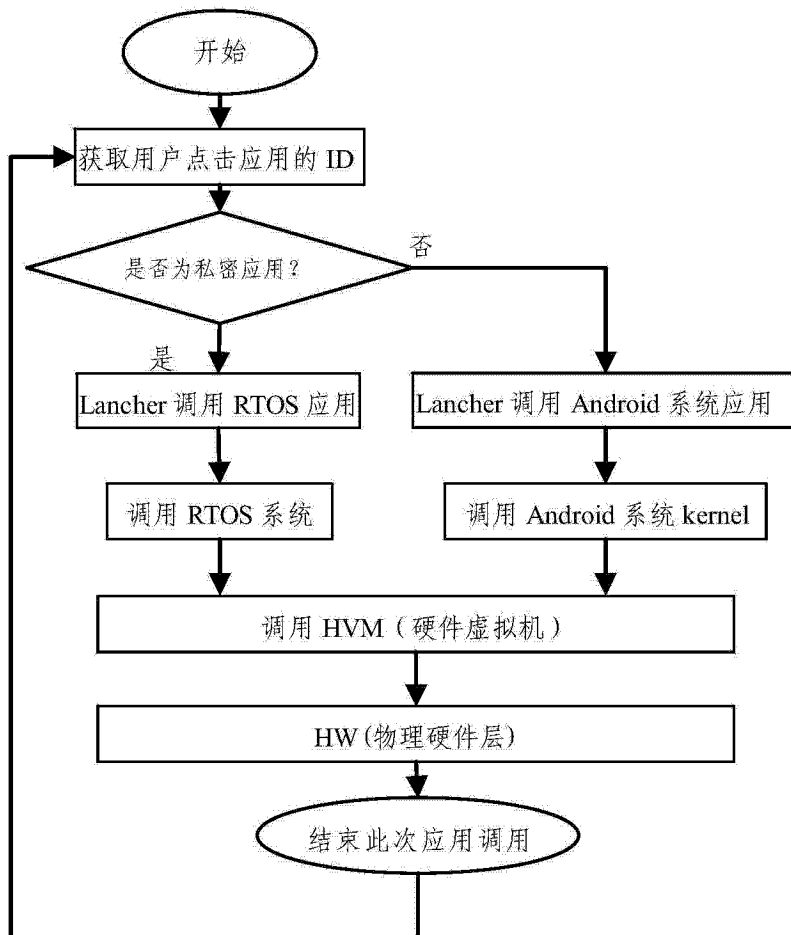 开始
获取用户点击应用的 ID
是否为私密应用?
否
是
Lancher 调用 RTOS 应用
Lancher 调用 Android 系统应用
调用 RTOS 系统
调用 Android 系统 kernel
调用 HVM（硬件虚拟机）
HW(物理硬件层)
结束此次应用调用